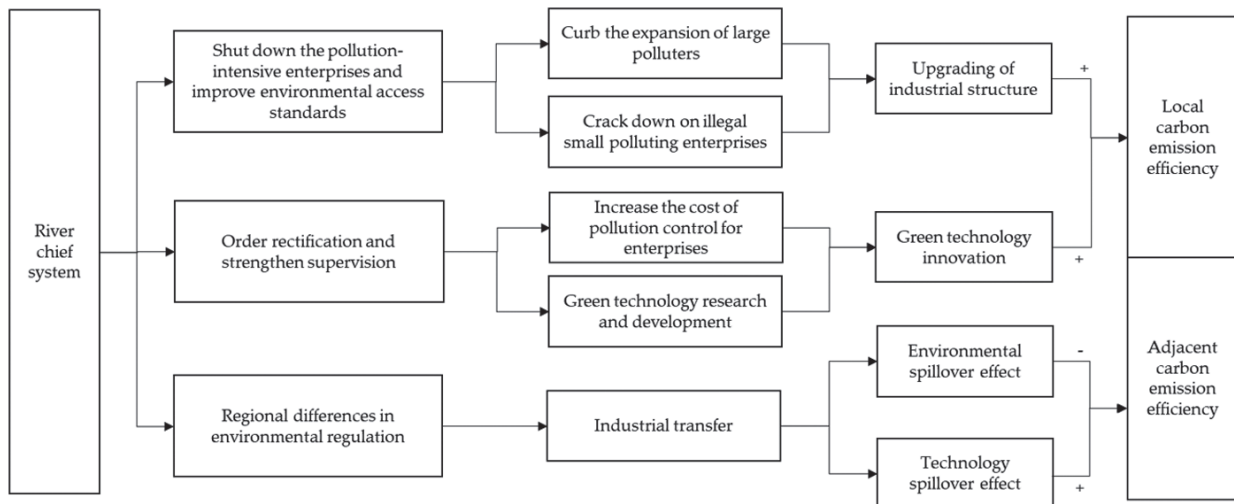 River
chief
system
Shut down the pollution-
intensive enterprises and
improve environmental access
standards
Order rectification and
strengthen supervision
Regional differences in
environmental regulation
Curb the expansion of large
polluters
Crack down on illegal
small polluting enterprises
Increase the cost of
pollution control for
enterprises
Green technology research
and development
Industrial transfer
Upgrading of
industrial structure
+
Green technology
innovation
+
Environmental
spillover effect
-
Technology
spillover effect
+
Local
carbon
emission
efficiency
Adjacent
carbon
emission
efficiency